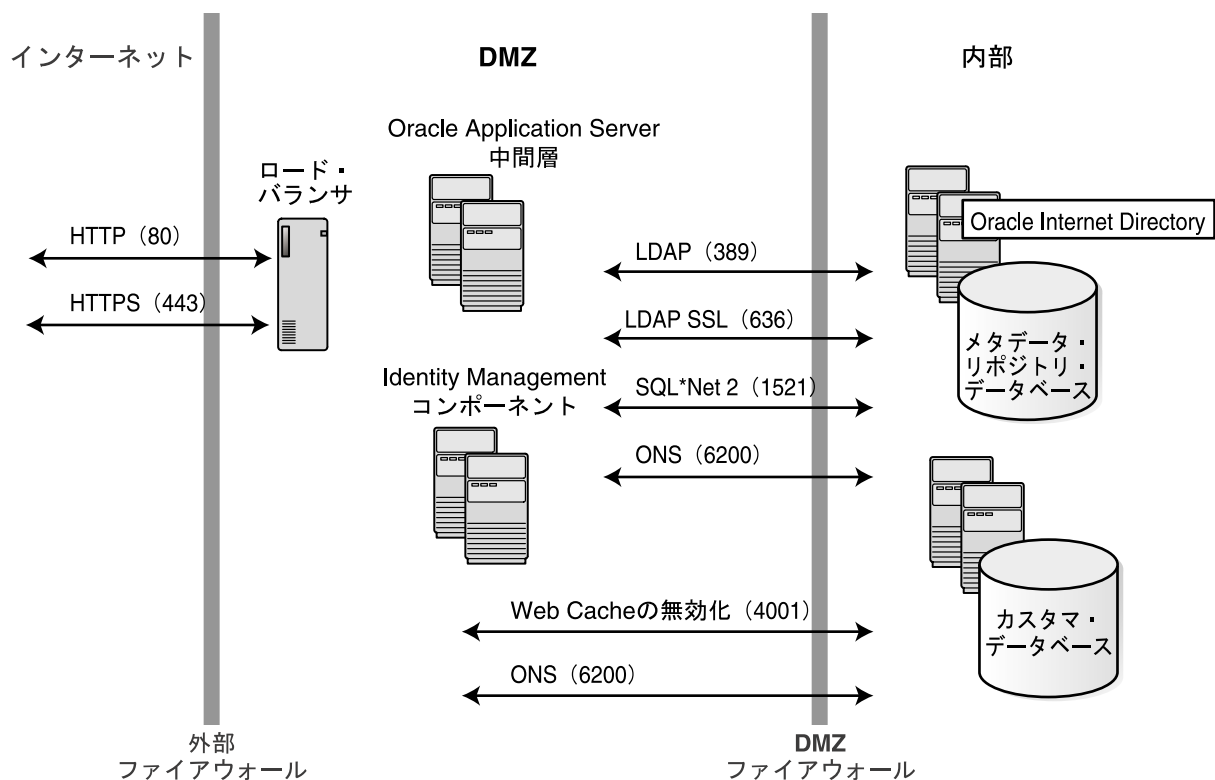 インターネット
DMZ
内部
Oracle Application Server
中間層
ロード・
バランサ
HTTP（80）
HTTPS（443）
Oracle Internet Directory
LDAP（389）
LDAP SSL（636）
メタデータ・
リポジトリ・
データベース
Identity Management
コンポーネント
SQL*Net 2（1521）
ONS（6200）
Web Cacheの無効化（4001）
カスタマ・
データベース
ONS（6200）
外部
ファイアウォール
DMZ
ファイアウォール